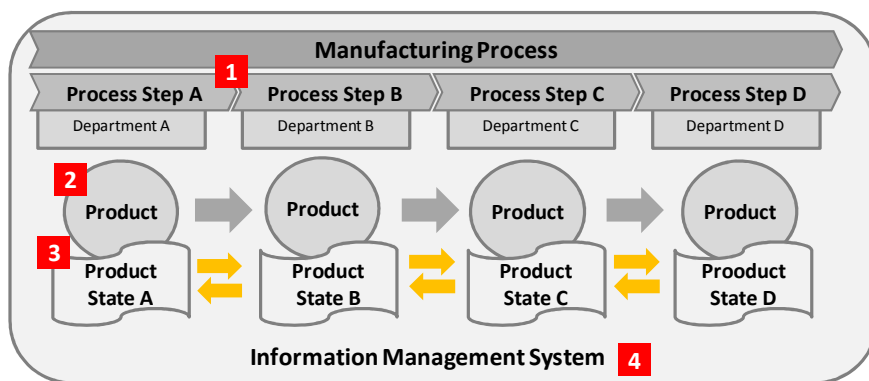 Manufacturing Process
1
Process Step A
Process Step B
Process Step C
Process Step D
Department A
Department B
Department C
Department D
2
Product
Product
Product
Product
3
Product
State A
Product
State B
Product
State C
Prooduct
State D
Information Management System
4